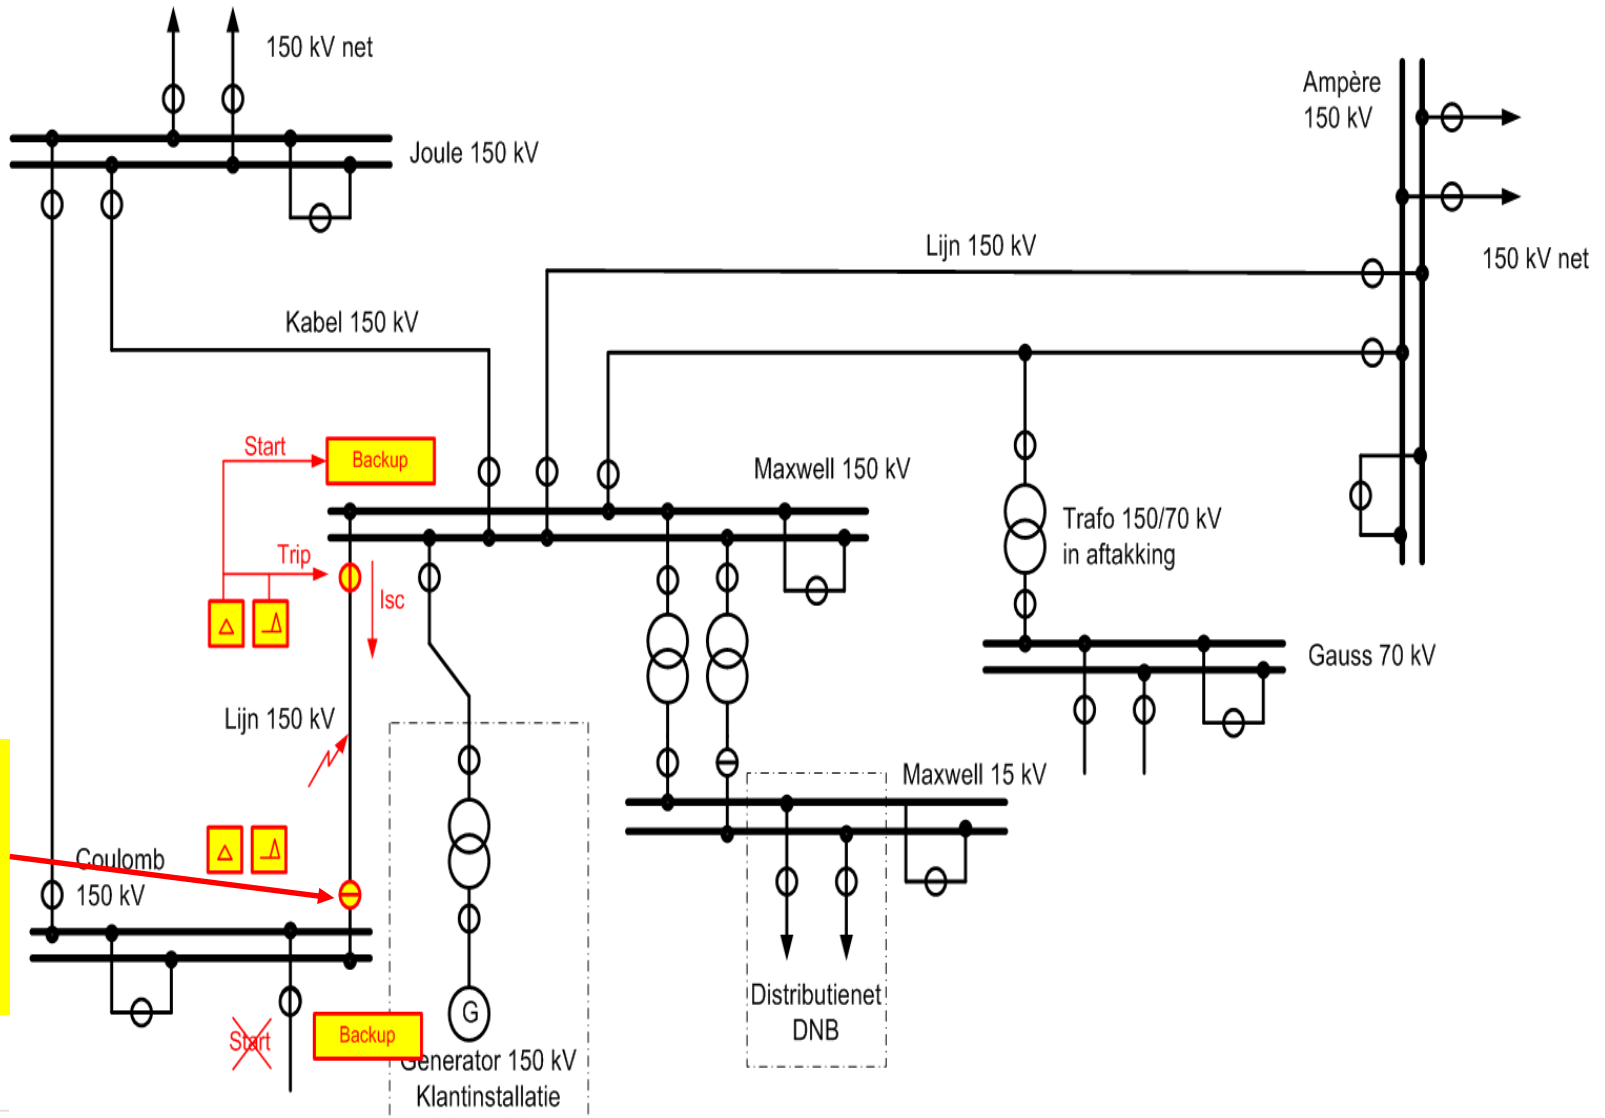 150 kV net
Joule 150 kV
Ampère
150 kV
150 kV net
Lijn 150 kV
Kabel 150 kV
Start
Backup
Maxwell 150 kV
Trafo 150/70 kV
in aftakking
Trip
Isc
Gauss 70 kV
Lijn 150 kV
Maxwell 15 kV
Coulomb
150 kV
Distributienet
DNB
G
Start
Backup
Generator 150 kV
Klantinstallatie